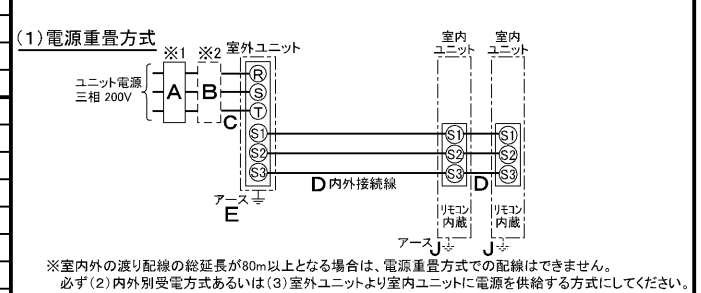 (1)電源重畳方式
※1 ※2 室外ユニット 室内ユニット 室内ユニット
ユニット電源
三相 200V
A B
R
S
T
C
S1 S1 S1
S2 S2 S2
S3 S3 S3
D 内外接続線 D
アース
E
リモコン内蔵 リモコン内蔵
アース J J
※室内外の渡り配線の総延長が80m以上となる場合は、電源重畳方式での配線はできません。
必ず(2)内外別受電方式あるいは(3)室外ユニットより室内ユニットに電源を供給する方式にしてください。